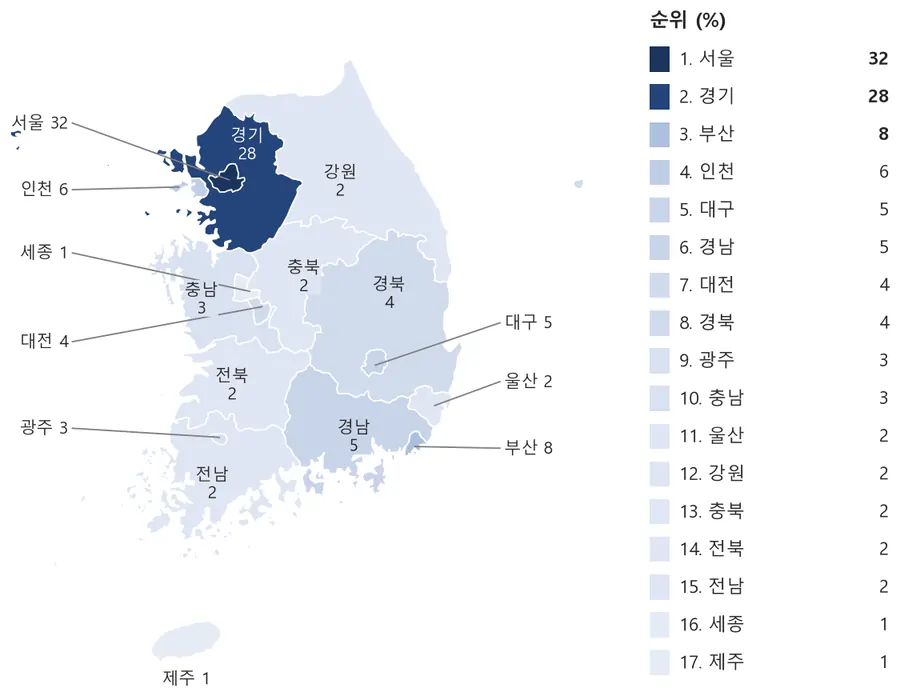 순위 (%)
1. 서울 32
2. 경기 28
3. 부산 8
4. 인천 6
5. 대구 5
6. 경남 5
7. 대전 4
8. 경북 4
9. 광주 3
10. 충남 3
11. 울산 2
12. 강원 2
13. 충북 2
14. 전북 2
15. 전남 2
16. 세종 1
17. 제주 1
서울 32
경기
28
강원
2
인천 6
세종 1
충남
3
충북
2
경북
4
대전 4
대구 5
전북
2
울산 2
광주 3
경남
5
부산 8
전남
2
제주 1